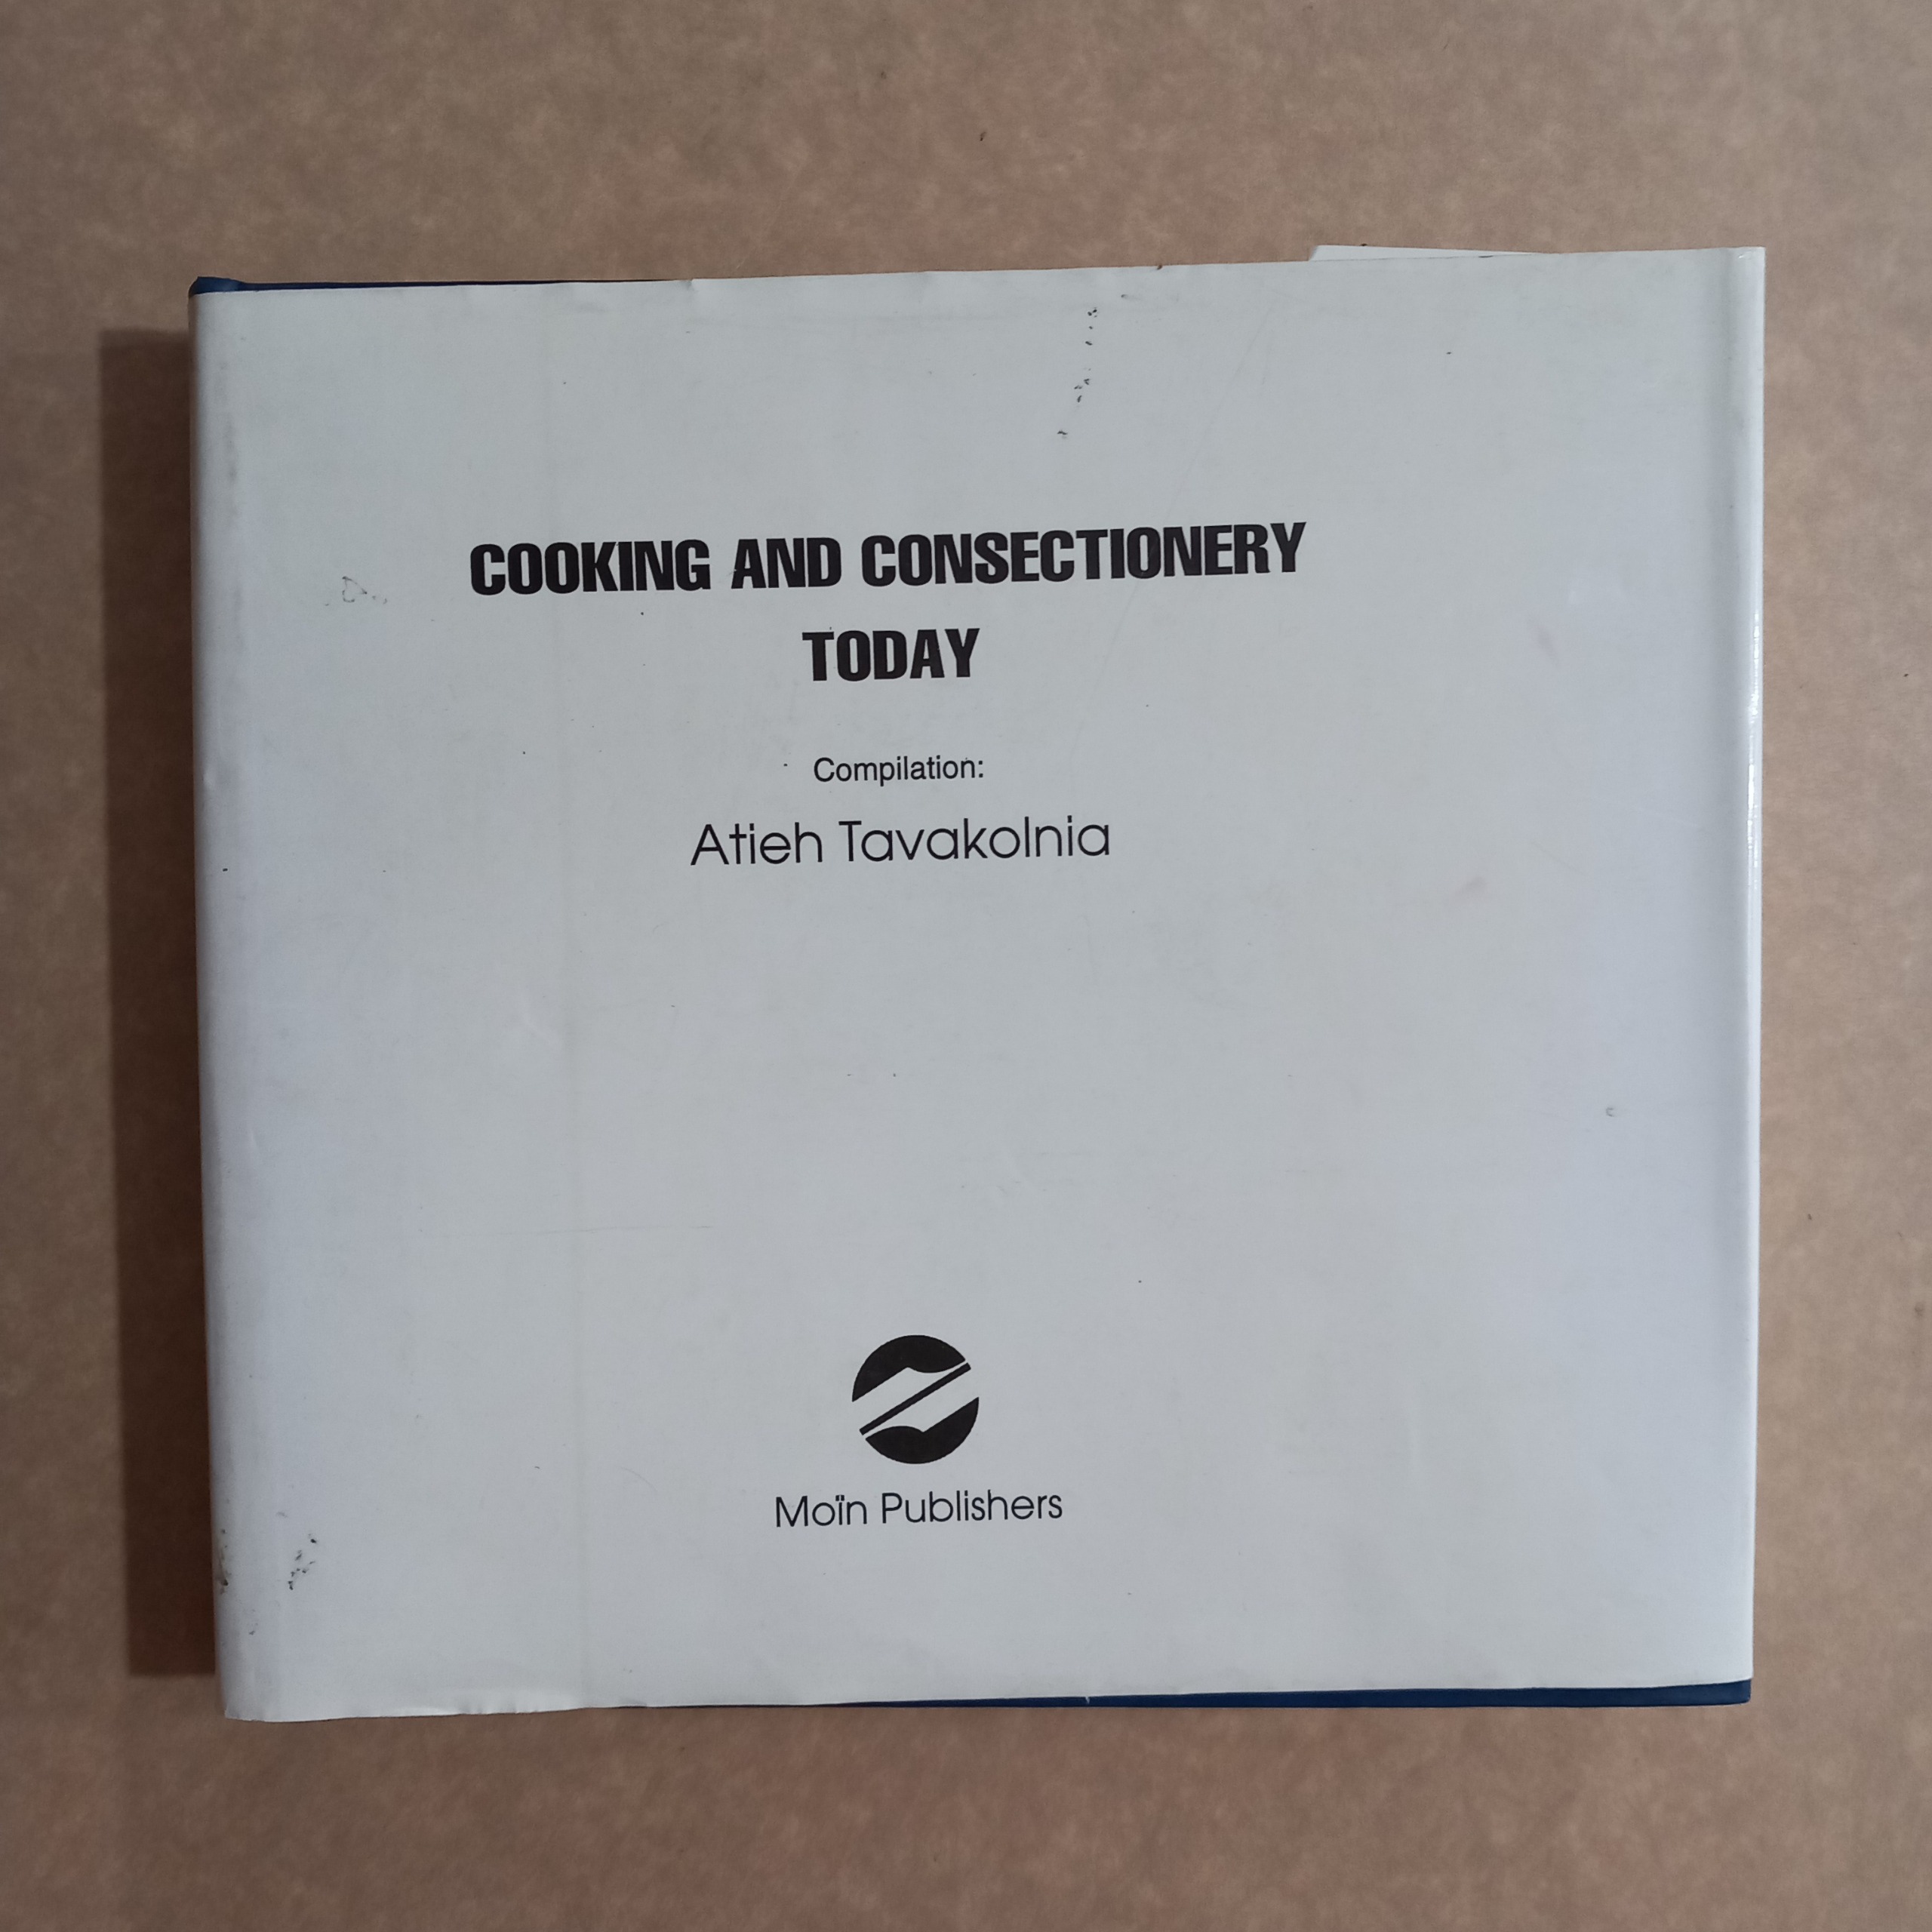 COOKING AND CONSECTIONERY
TODAY
Compilation:
Atieh Tavakolnia
Moïn Publishers